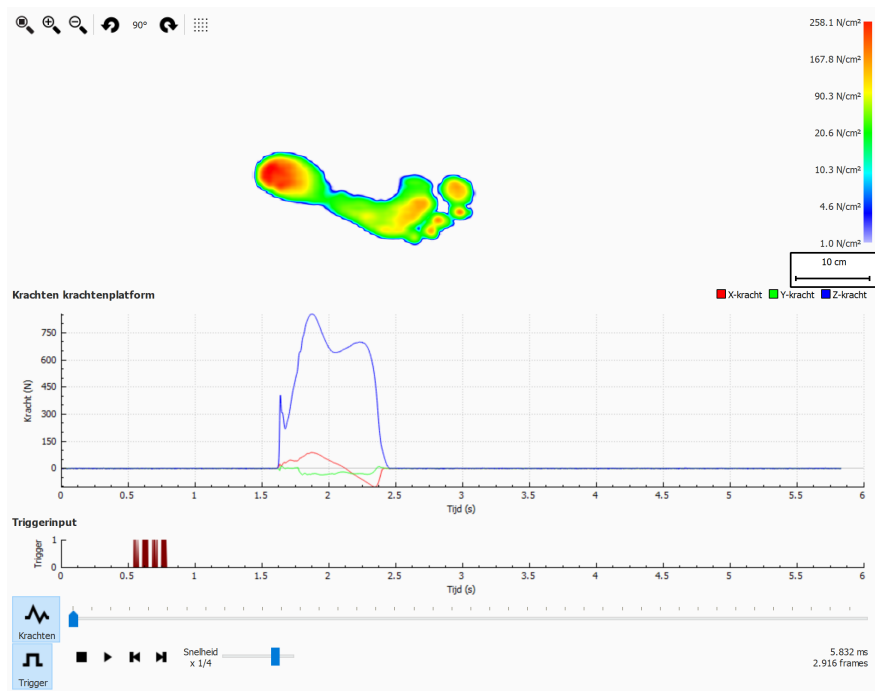 90°
258.1 N/cm²
167.8 N/cm²
90.3 N/cm²
20.6 N/cm²
10.3 N/cm²
4.6 N/cm²
1.0 N/cm²
10 cm
Krachten krachtenplatform
X-kracht Y-kracht Z-kracht
Kracht (N)
750
600
450
300
150
0
0 0.5 1 1.5 2 2.5 3 3.5 4 4.5 5 5.5 6
Tijd (s)
Triggerinput
Trigger
1
0
0 0.5 1 1.5 2 2.5 3 3.5 4 4.5 5 5.5 6
Tijd (s)
Krachten
Snelheid
x 1/4
5.832 ms
2.916 frames
Trigger